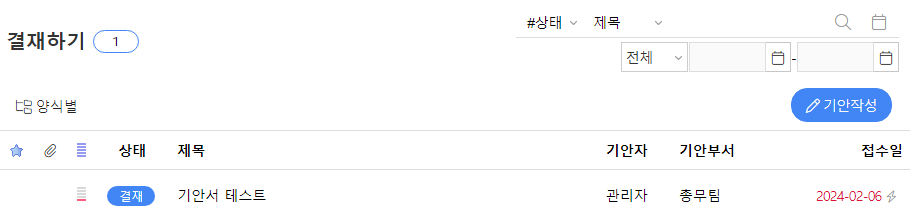 #상태 제목
결재하기 1
전체 -
양식별 기안작성
상태 제목 기안자 기안부서 접수일
결재 기안서 테스트 관리자 총무팀 2024-02-06